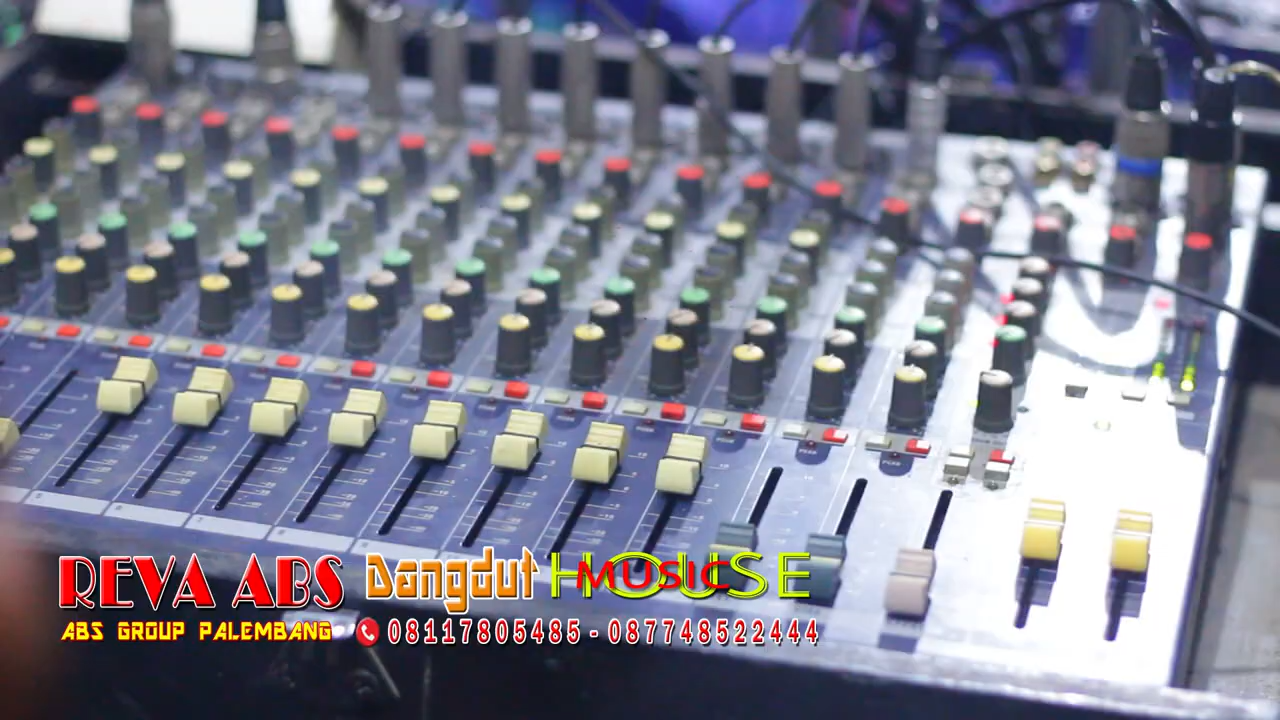 REVA ABS Dangdut HOUSE MUSIC
ABS GROUP PALEMBANG 08117805485 - 087748522444